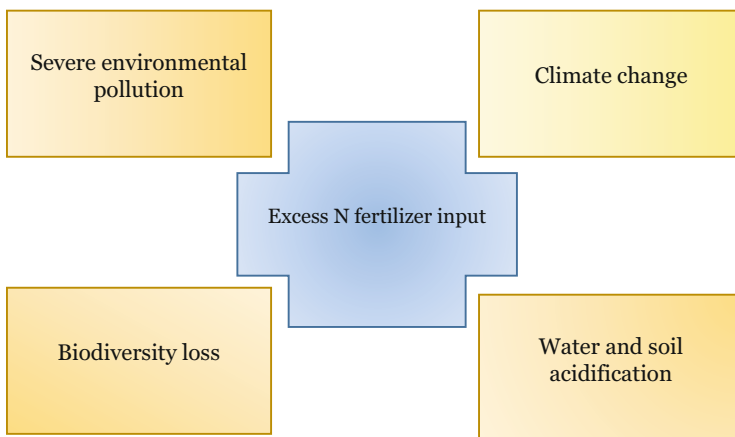 Severe environmental
pollution
Climate change
Excess N fertilizer input
Biodiversity loss
Water and soil
acidification